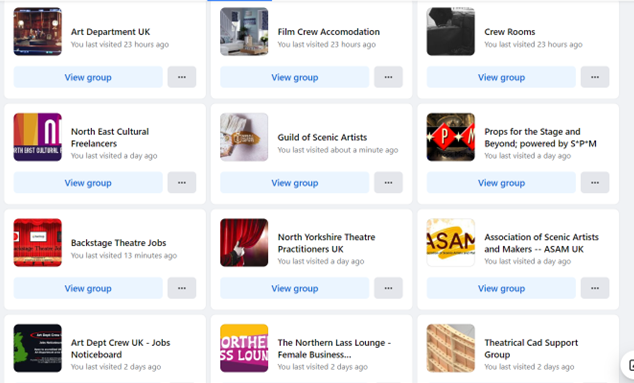 Art Department UK
You last visited 23 hours ago
View group
Film Crew Accomodation
You last visited 23 hours ago
View group
Crew Rooms
You last visited 23 hours ago
View group
North East Cultural
Freelancers
You last visited a day ago
View group
Guild of Scenic Artists
You last visited about a minute ago
View group
P M
Props for the Stage and
Beyond; powered by S*P*M
You last visited a day ago
View group
Backstage Theatre Jobs
You last visited 13 minutes ago
View group
North Yorkshire Theatre
Practitioners UK
You last visited a day ago
View group
ASAM
Association of Scenic Artists
and Makers -- ASAM UK
You last visited a day ago
View group
Art Dept Crew UK - Jobs
Noticeboard
You last visited 2 days ago
The Northern Lass Lounge -
Female Business...
You last visited 2 days ago
Theatrical Cad Support
Group
You last visited 2 days ago